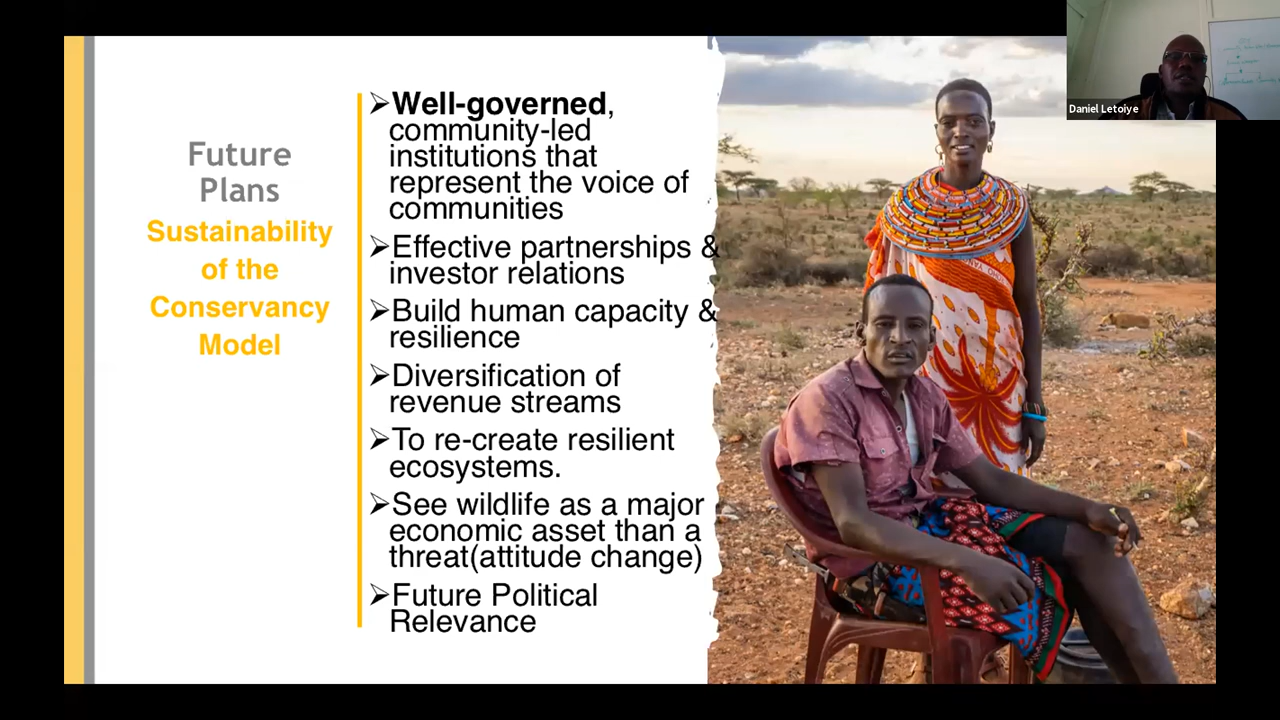 Future
Plans
Sustainability
of the
Conservancy
Model
➢Well-governed,
community-led
institutions that
represent the voice of
communities
➢Effective partnerships &
investor relations
➢Build human capacity &
resilience
➢Diversification of
revenue streams
➢To re-create resilient
ecosystems.
➢See wildlife as a major
economic asset than a
threat(attitude change)
➢Future Political
Relevance
Daniel Letoiye